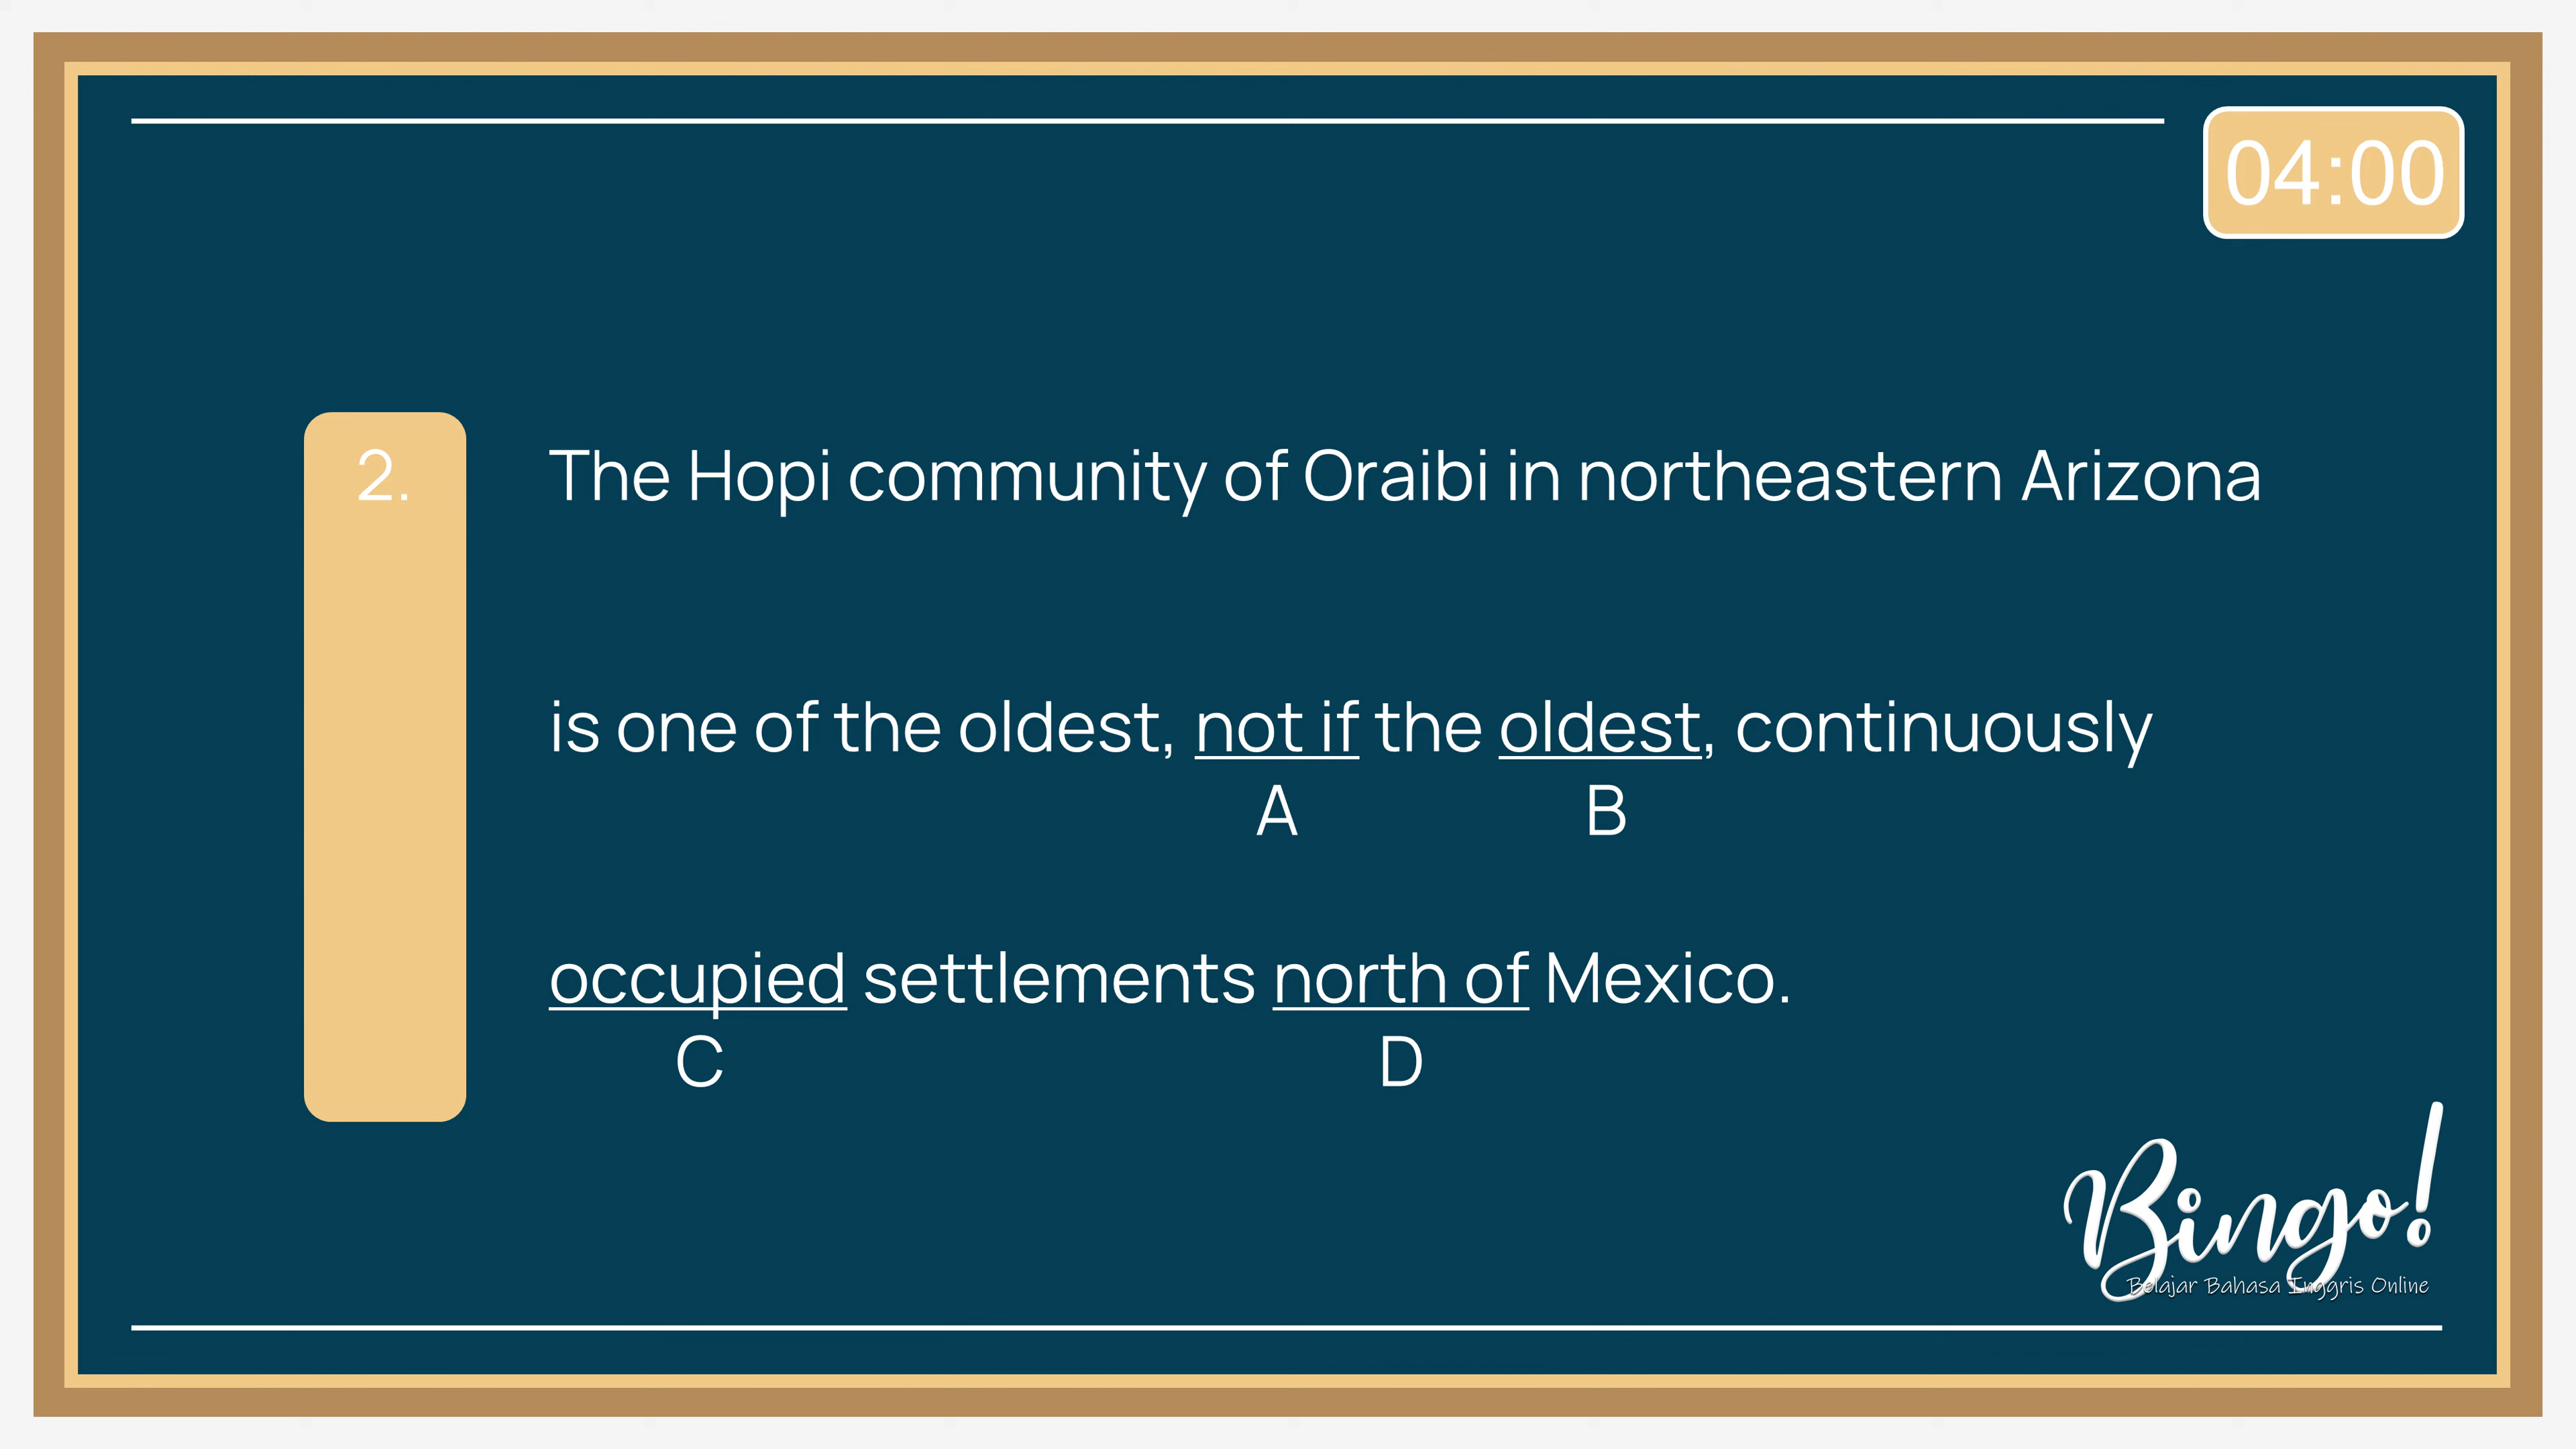 04:00
2. The Hopi community of Oraibi in northeastern Arizona
is one of the oldest, not if the oldest, continuously
A B
occupied settlements north of Mexico.
C D
Bingo!
Belajar Bahasa Inggris Online